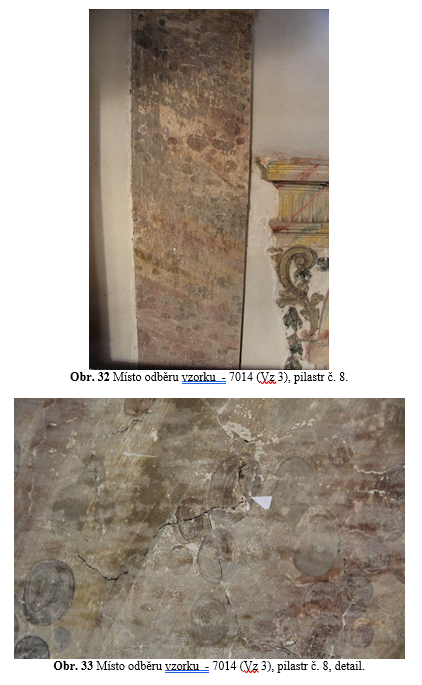 Obr. 32 Místo odběru vzorku - 7014 (Vz 3), pilastr č. 8.
Obr. 33 Místo odběru vzorku - 7014 (Vz 3), pilastr č. 8, detail.